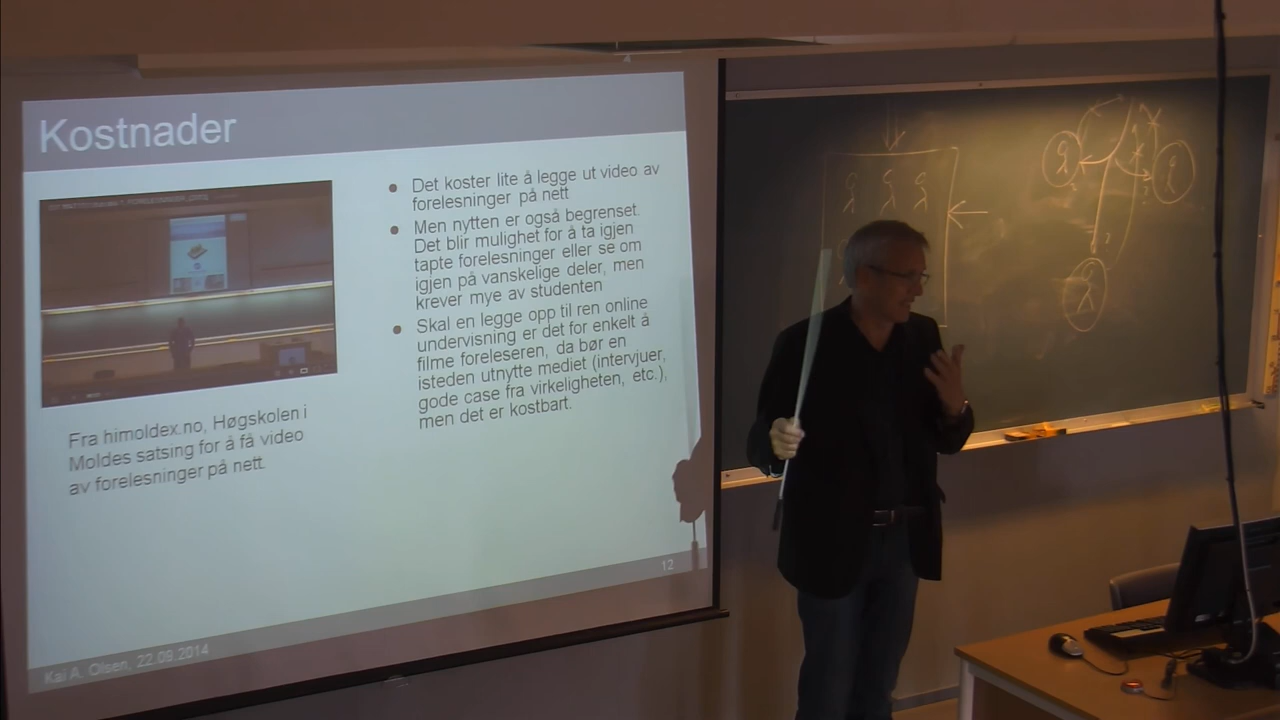 Kostnader
Det koster lite å legge ut video av
forelesninger på nett
Men nytten er også begrenset.
Det blir mulighet for å ta igjen
tapte forelesninger eller se om
igjen på vanskelige deler, men
krever mye av studenten
Skal en legge opp til ren online
undervisning er det for enkelt å
filme foreleseren, da bør en
isteden utnytte mediet (intervjuer,
gode case fra virkeligheten, etc.),
men det er kostbart.
Fra himoldex.no, Høgskolen i
Moldes satsing for å få video
av forelesninger på nett.
12
Kai A. Olsen, 22.09.2014